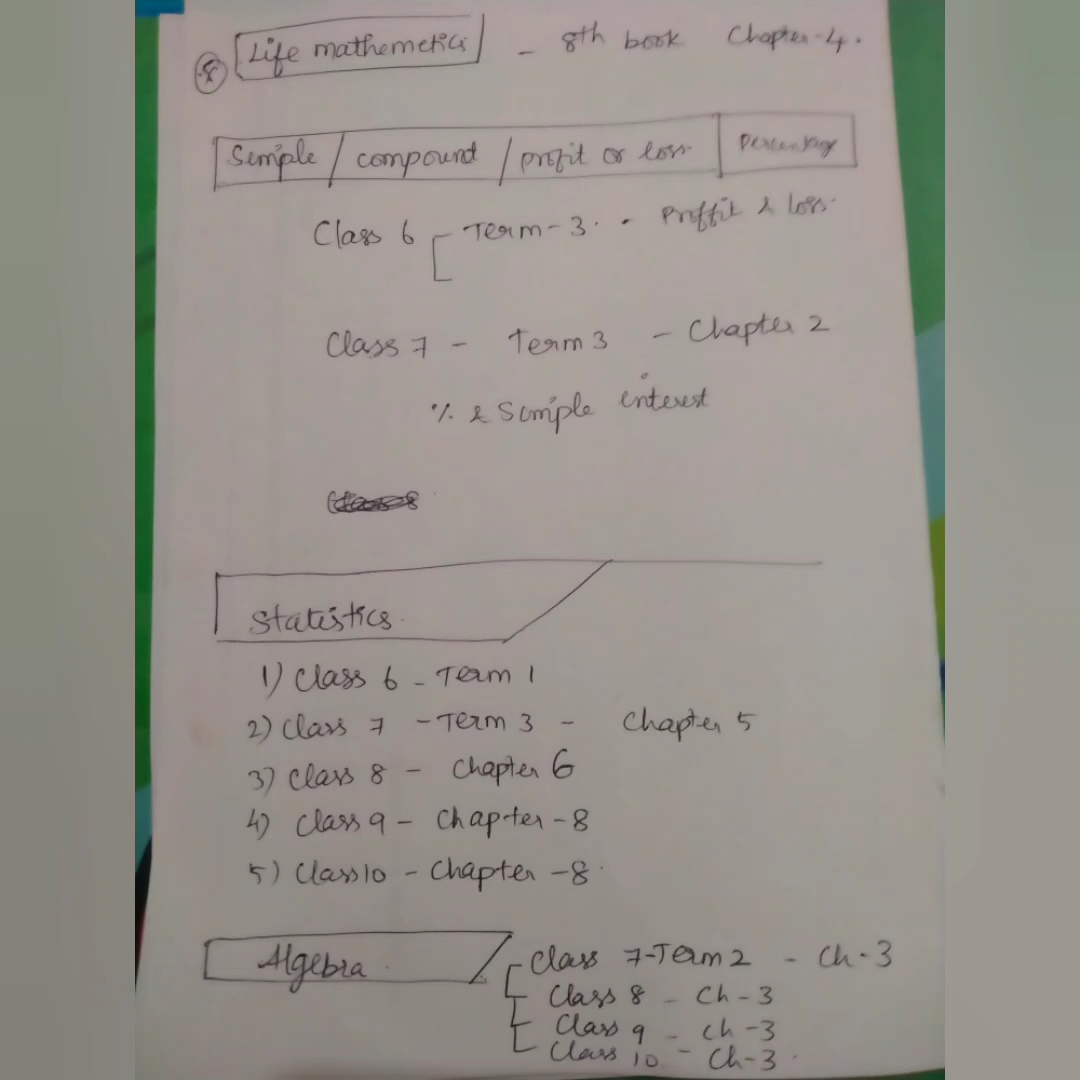 8 Life mathemetics - 8th book Chapter-4.
Simple / compound / profit or loss. Percentage
Class 6 Term-3. - Proffit & loss.
Class 7 - Term 3 - Chapter 2
% & Simple interest
Statistics.
1) Class 6 - Term 1
2) Class 7 - Term 3 - Chapter 5
3) Class 8 - Chapter 6
4) Class 9 - Chapter - 8
5) Class 10 - Chapter - 8.
Algebra
Class 7-Term 2 - Ch-3
Class 8 - Ch-3
Class 9 - Ch-3
Class 10 - Ch-3.